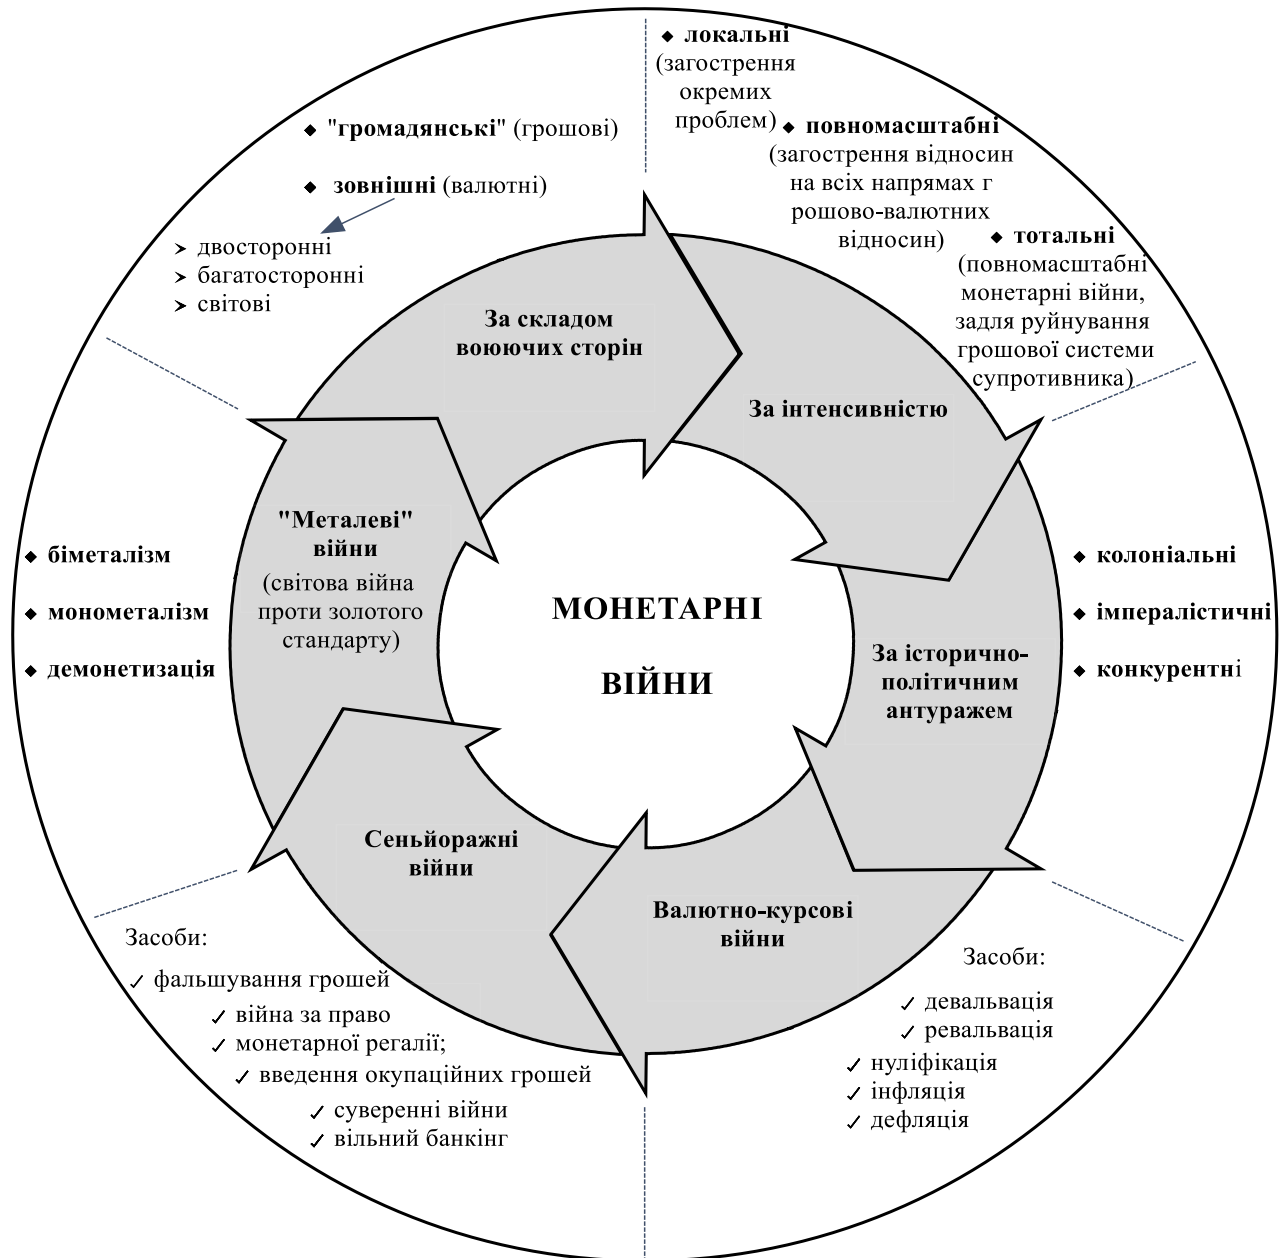 ◆ локальні
(загострення
окремих
проблем)
◆ повномасштабні
(загострення відносин
на всіх напрямах г
рошово-валютних
відносин)
◆ тотальні
(повномасштабні
монетарні війни,
задля руйнування
грошової системи
супротивника)
◆ "громадянські" (грошові)
◆ зовнішні (валютні)
➢ двосторонні
➢ багатосторонні
➢ світові
За складом
воюючих сторін
За інтенсивністю
"Металеві"
війни
(світова війна
проти золотого
стандарту)
◆ біметалізм
◆ монометалізм
◆ демонетизація
МОНЕТАРНІ
ВІЙНИ
За історично-
політичним
антуражем
◆ колоніальні
◆ імпералістичні
◆ конкурентні
Сеньйоражні
війни
Валютно-курсові
війни
Засоби:
✓ фальшування грошей
✓ війна за право
✓ монетарної регалії;
✓ введення окупаційних грошей
✓ суверенні війни
✓ вільний банкінг
Засоби:
✓ девальвація
✓ ревальвація
✓ нуліфікація
✓ інфляція
✓ дефляція